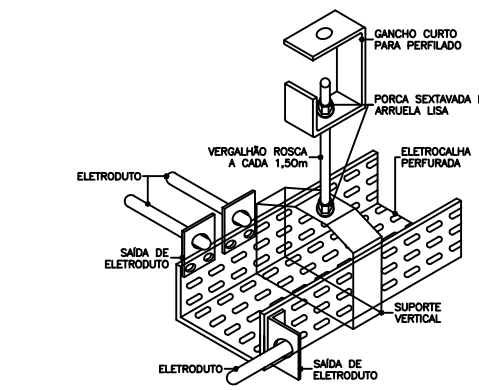 GANCHO CURTO
PARA PERFILADO
PORCA SEXTAVADA
ARRUELA LISA
VERGALHÃO ROSCA
A CADA 1,50m
ELETROCALHA
PERFURADA
ELETRODUTO
SAÍDA DE
ELETRODUTO
SUPORTE
VERTICAL
ELETRODUTO
SAÍDA DE
ELETRODUTO